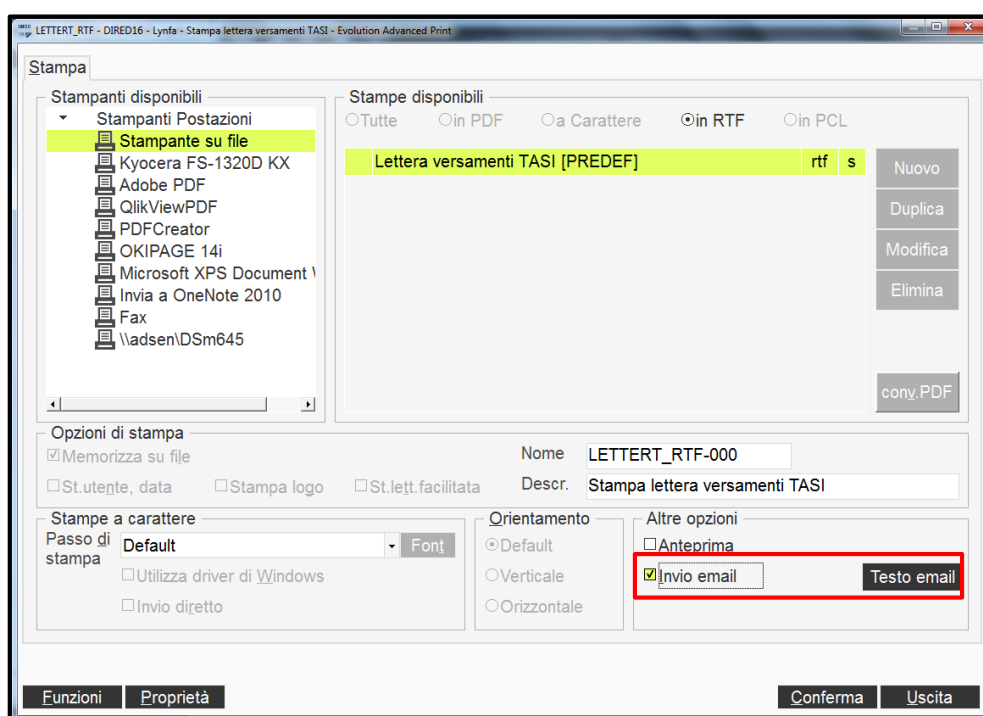 LETTERT_RTF - DIRED16 - Lynfa - Stampa lettera versamenti TASI - Evolution Advanced Print
Stampa
Stampanti disponibili
Stampanti Postazioni
Stampante su file
Kyocera FS-1320D KX
Adobe PDF
QlikViewPDF
PDFCreator
OKIPAGE 14i
Microsoft XPS Document
Invia a OneNote 2010
Fax
\\adsen\DSm645
Stampe disponibili
Tutte in PDF a Carattere in RTF in PCL
Lettera versamenti TASI [PREDEF] rtf s
Nuovo
Duplica
Modifica
Elimina
conv.PDF
Opzioni di stampa
Memorizza su file
St.utente, data Stampa logo St.lett.facilitata
Nome LETTERT_RTF-000
Descr. Stampa lettera versamenti TASI
Stampe a carattere
Passo di stampa Default Font
Utilizza driver di Windows
Invio diretto
Orientamento
Default
Verticale
Orizzontale
Altre opzioni
Anteprima
Invio email Testo email
Funzioni Proprietà Conferma Uscita